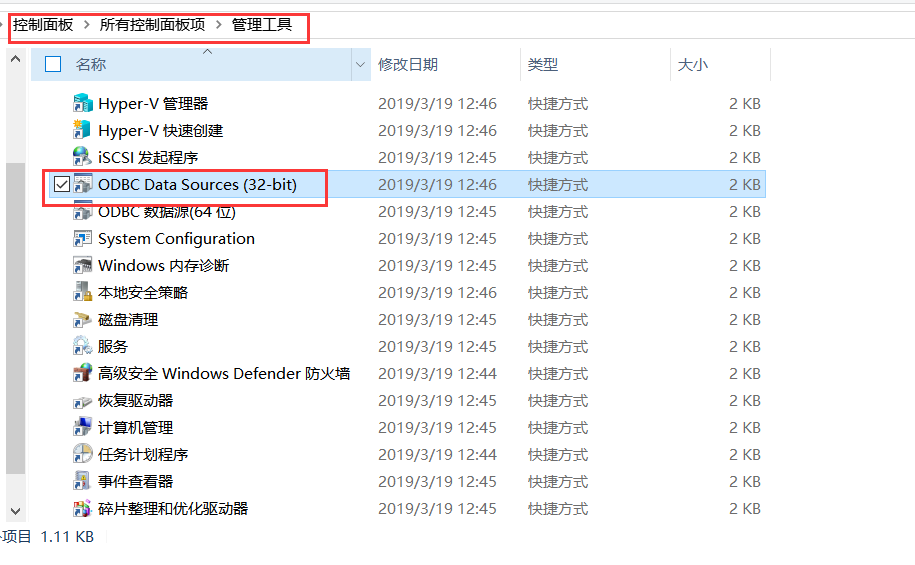 控制面板 > 所有控制面板项 > 管理工具
名称 修改日期 类型 大小
Hyper-V 管理器 2019/3/19 12:46 快捷方式 2 KB
Hyper-V 快速创建 2019/3/19 12:46 快捷方式 2 KB
iSCSI 发起程序 2019/3/19 12:45 快捷方式 2 KB
ODBC Data Sources (32-bit) 2019/3/19 12:46 快捷方式 2 KB
ODBC 数据源(64 位) 2019/3/19 12:45 快捷方式 2 KB
System Configuration 2019/3/19 12:45 快捷方式 2 KB
Windows 内存诊断 2019/3/19 12:45 快捷方式 2 KB
本地安全策略 2019/3/19 12:46 快捷方式 2 KB
磁盘清理 2019/3/19 12:45 快捷方式 2 KB
服务 2019/3/19 12:45 快捷方式 2 KB
高级安全 Windows Defender 防火墙 2019/3/19 12:44 快捷方式 2 KB
恢复驱动器 2019/3/19 12:45 快捷方式 2 KB
计算机管理 2019/3/19 12:45 快捷方式 2 KB
任务计划程序 2019/3/19 12:44 快捷方式 2 KB
事件查看器 2019/3/19 12:45 快捷方式 2 KB
碎片整理和优化驱动器 2019/3/19 12:45 快捷方式 2 KB
项目 1.11 KB